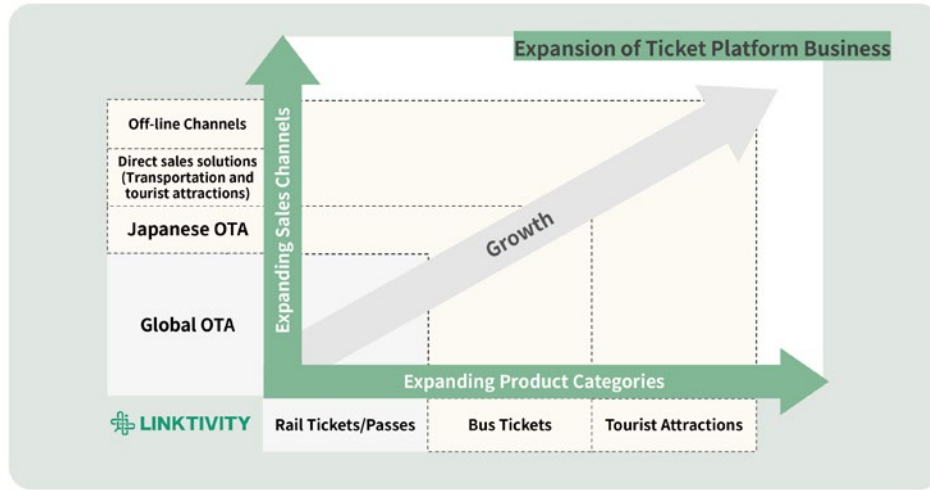 Expansion of Ticket Platform Business
Off-line Channels
Direct sales solutions
(Transportation and
tourist attractions)
Japanese OTA
Global OTA
Expanding Sales Channels
Growth
Expanding Product Categories
LINKTIVITY
Rail Tickets/Passes
Bus Tickets
Tourist Attractions